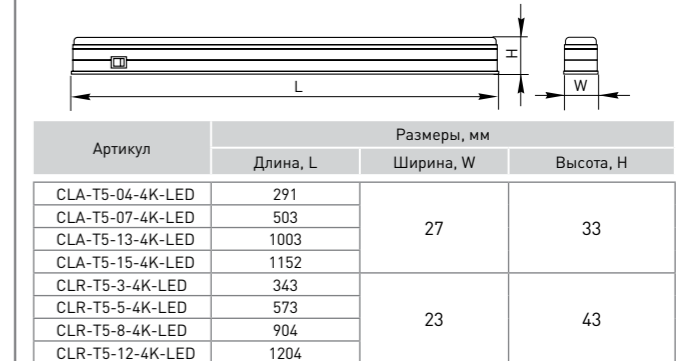 H
L
W
Артикул
Размеры, мм
Длина, L Ширина, W Высота, H
CLA-T5-04-4K-LED 291
CLA-T5-07-4K-LED 503
27 33
CLA-T5-13-4K-LED 1003
CLA-T5-15-4K-LED 1152
CLR-T5-3-4K-LED 343
CLR-T5-5-4K-LED 573
23 43
CLR-T5-8-4K-LED 904
CLR-T5-12-4K-LED 1204